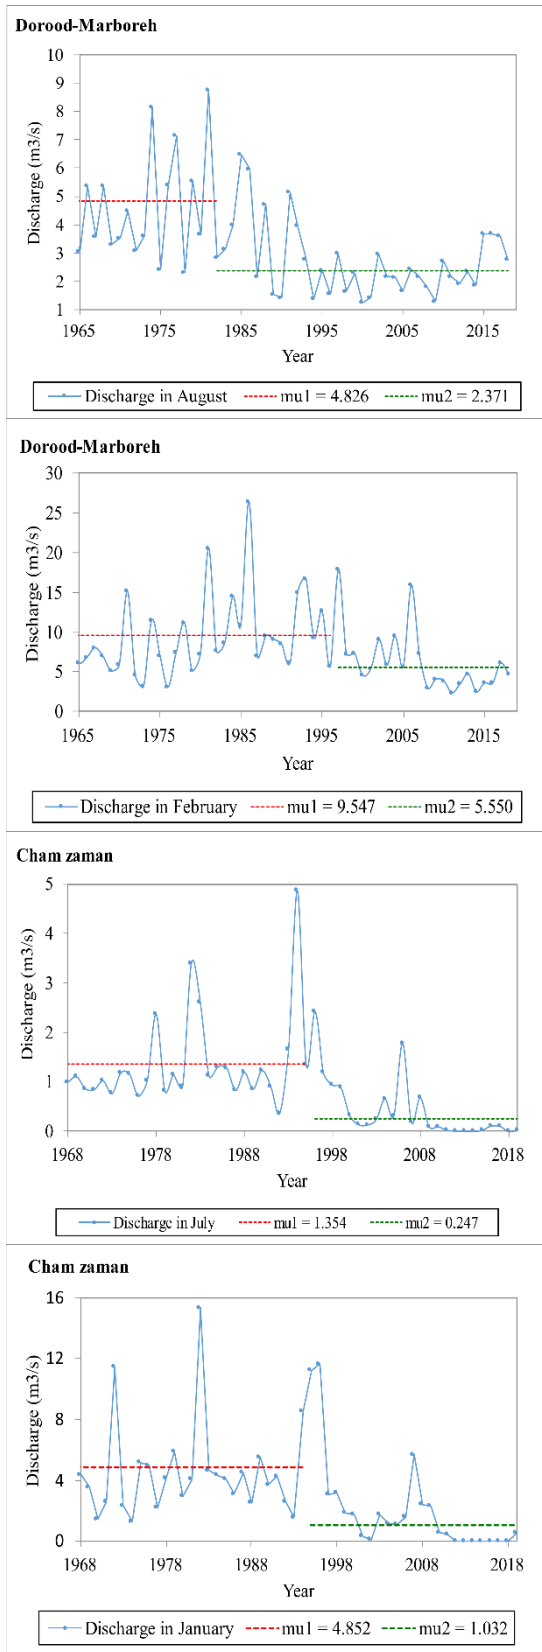 Dorood-Marboreh
10
9
8
7
6
5
4
3
2
1
Discharge (m3/s)
1965 1975 1985 1995 2005 2015
Year
Discharge in August mu1 = 4.826 mu2 = 2.371
Dorood-Marboreh
30
25
20
15
10
5
0
Discharge (m3/s)
1965 1975 1985 1995 2005 2015
Year
Discharge in February mu1 = 9.547 mu2 = 5.550
Cham zaman
5
4
3
2
1
0
Discharge (m3/s)
1968 1978 1988 1998 2008 2018
Year
Discharge in July mu1 = 1.354 mu2 = 0.247
Cham zaman
16
12
8
4
0
Discharge (m3/s)
1968 1978 1988 1998 2008 2018
Year
Discharge in January mu1 = 4.852 mu2 = 1.032